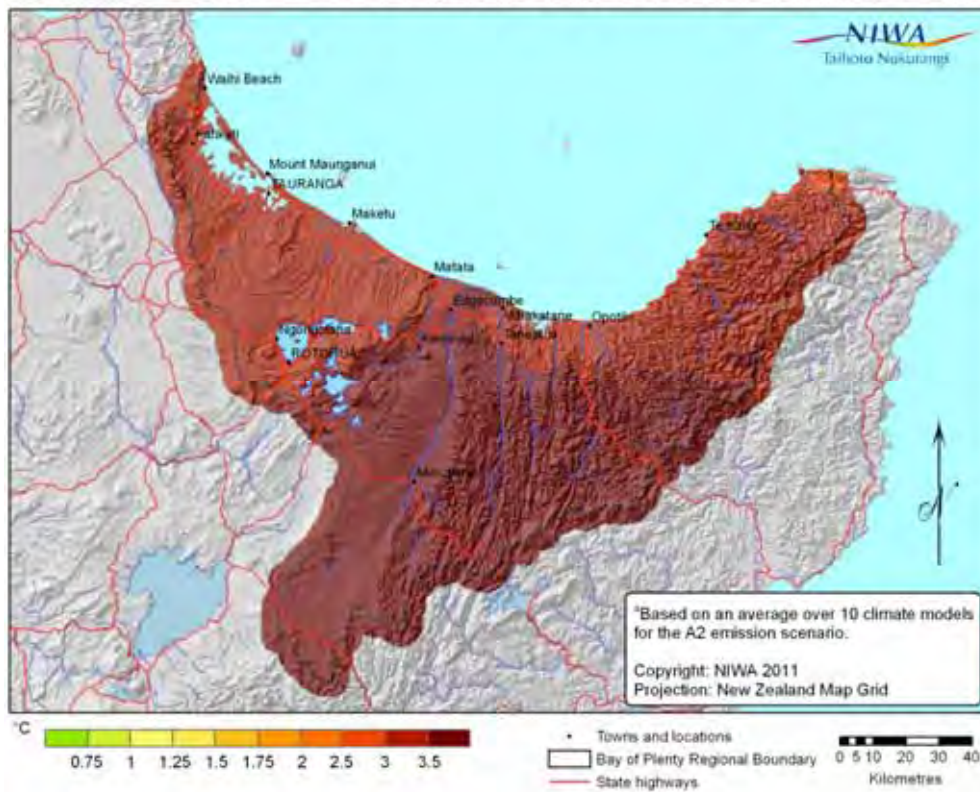 NIWA
Taihoro Nukurangi
Waihi Beach
Mount Maunganui
TAURANGA
Maketu
Matata
Edgecumbe
Whakatane
Opotiki
Taneatua
ROTORUA
°Based on an average over 10 climate models
for the A2 emission scenario.
Copyright: NIWA 2011
Projection: New Zealand Map Grid
°C
0.75 1 1.25 1.5 1.75 2 2.5 3 3.5
Towns and locations
Bay of Plenty Regional Boundary
State highways
0 5 10 20 30 40
Kilometres